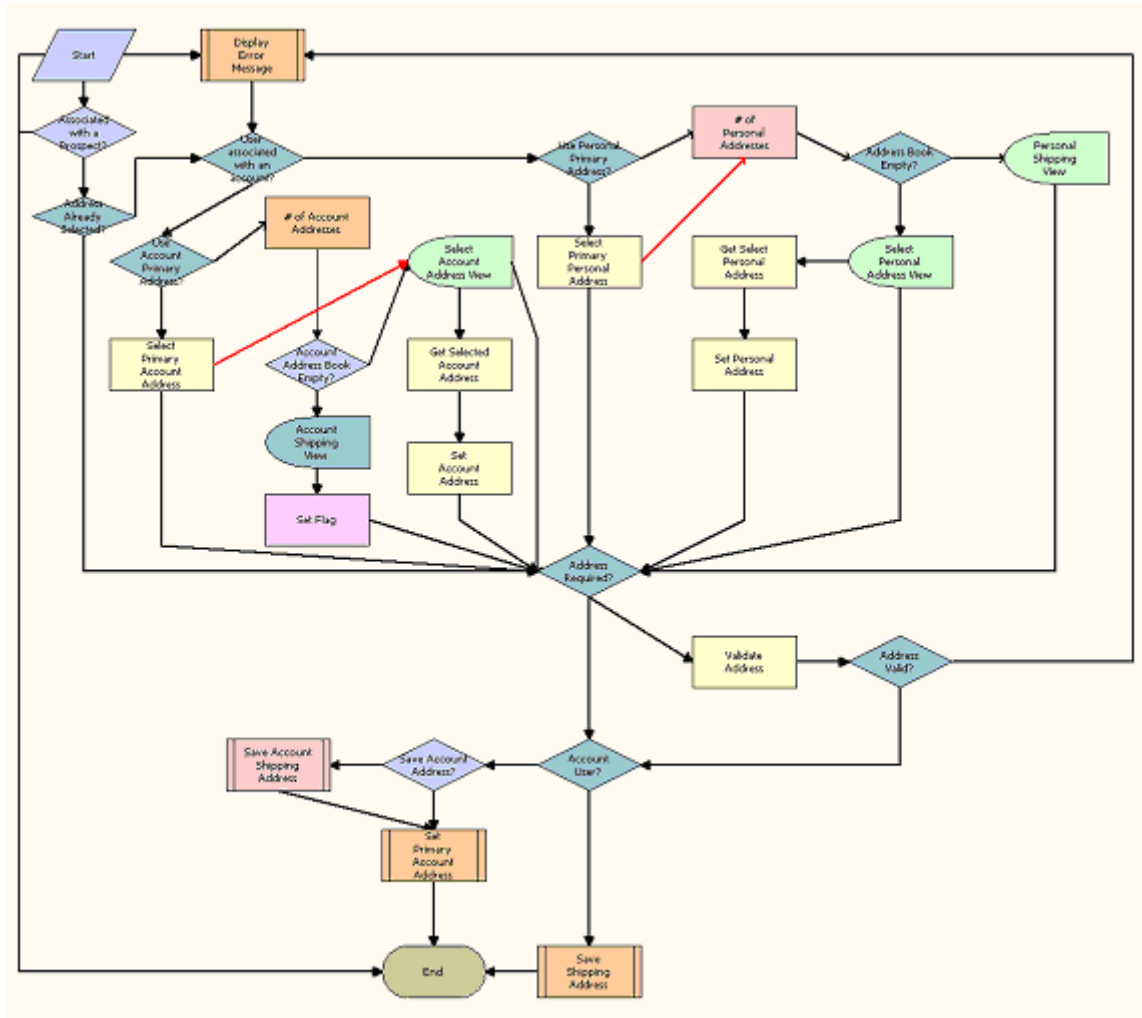 Start
Display
Error
Message
Associated
with a
Prospect?
User
associated
with an
account?
Use Personal
Primary
Address?
# of
Personal
Addresses
Address Book
Empty?
Personal
Shipping
View
Address
Already
Selected?
Use
Account
Primary
Address?
# of Account
Addresses
Select
Account
Address View
Select
Primary
Personal
Address
Get Select
Personal
Address
Select
Personal
Address View
Select
Primary
Account
Address
Account
Address Book
Empty?
Get Selected
Account
Address
Set Personal
Address
Account
Shipping
View
Set
Account
Address
Set Flag
Address
Required?
Validate
Address
Address
Valid?
Save Account
Shipping
Address
Save Account
Address?
Account
User?
Set
Primary
Account
Address
End
Save
Shipping
Address